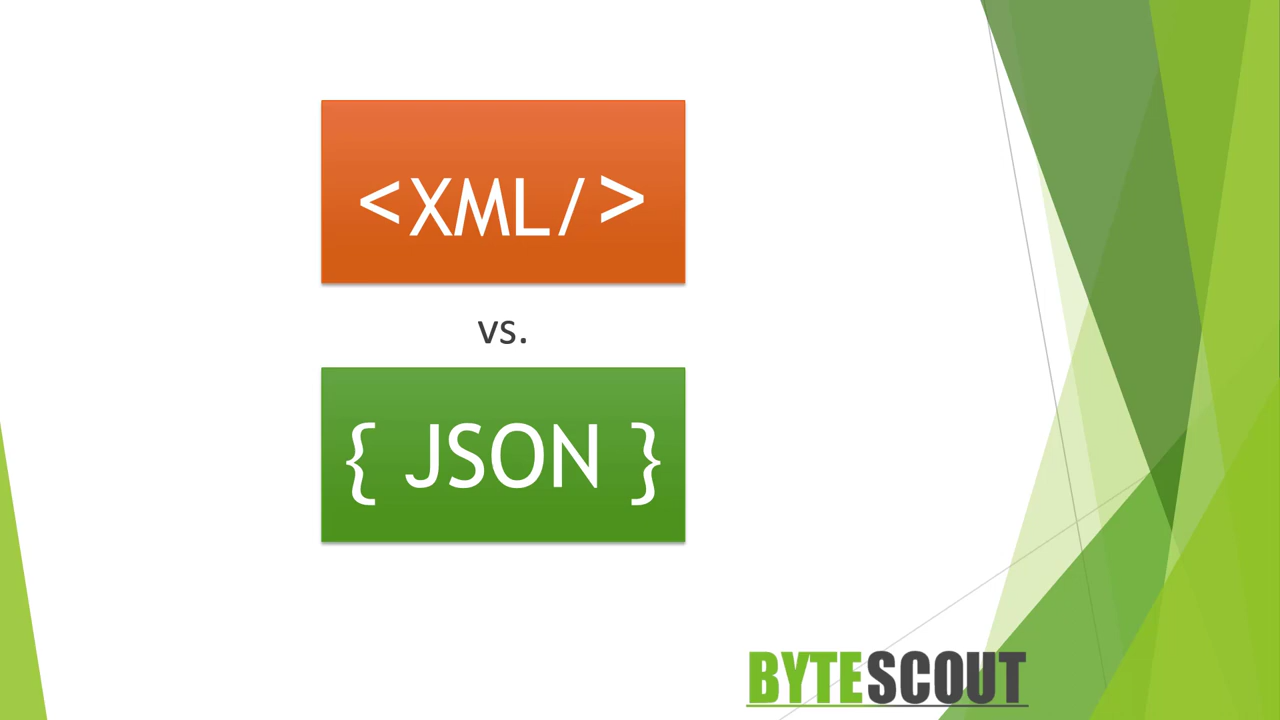 <XML/>
vs.
{ JSON }
BYTESCOUT